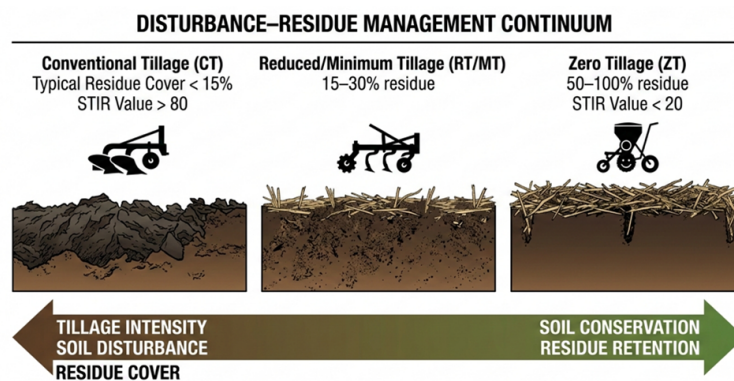 DISTURBANCE–RESIDUE MANAGEMENT CONTINUUM
Conventional Tillage (CT)
Typical Residue Cover < 15%
STIR Value > 80
Reduced/Minimum Tillage (RT/MT)
15–30% residue
Zero Tillage (ZT)
50–100% residue
STIR Value < 20
TILLAGE INTENSITY
SOIL DISTURBANCE
RESIDUE COVER
SOIL CONSERVATION
RESIDUE RETENTION